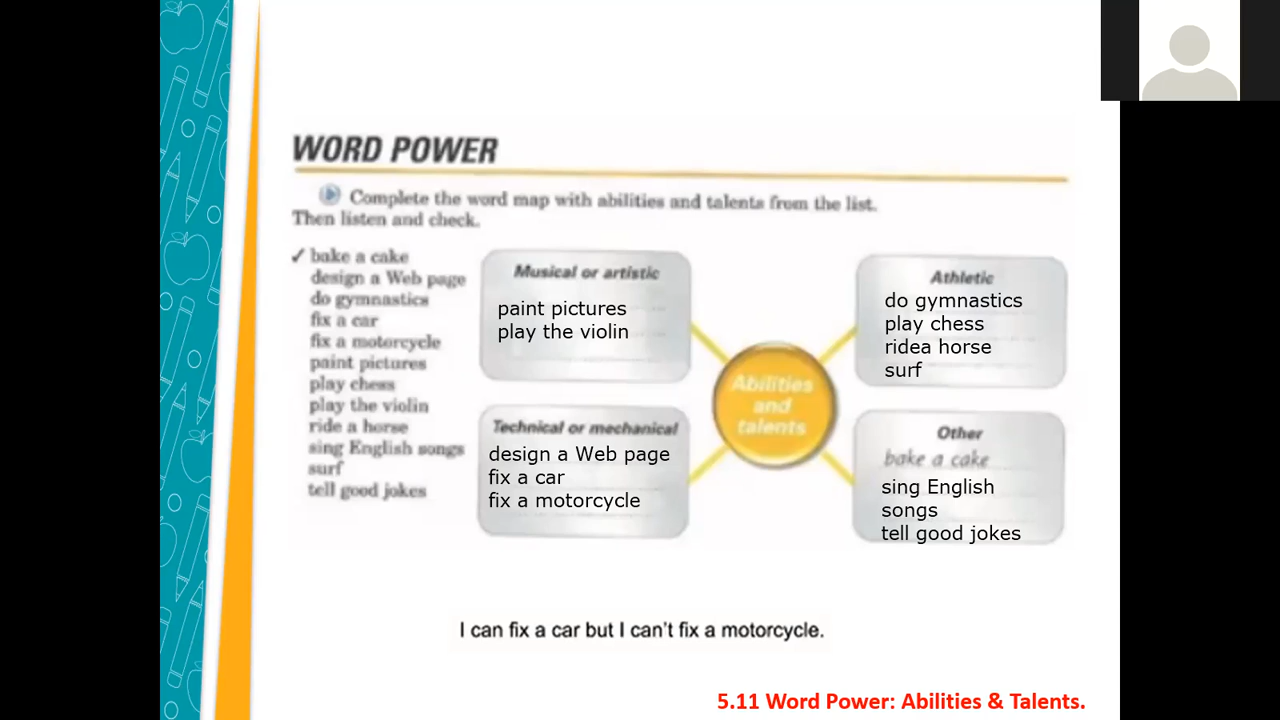 WORD POWER
Complete the word map with abilities and talents from the list.
Then listen and check.
✓ bake a cake
design a Web page
do gymnastics
fix a car
fix a motorcycle
paint pictures
play chess
play the violin
ride a horse
sing English songs
surf
tell good jokes
Musical or artistic
paint pictures
play the violin
Athletic
do gymnastics
play chess
ridea horse
surf
Abilities
and
talents
Technical or mechanical
design a Web page
fix a car
fix a motorcycle
Other
bake a cake
sing English
songs
tell good jokes
I can fix a car but I can't fix a motorcycle.
5.11 Word Power: Abilities & Talents.